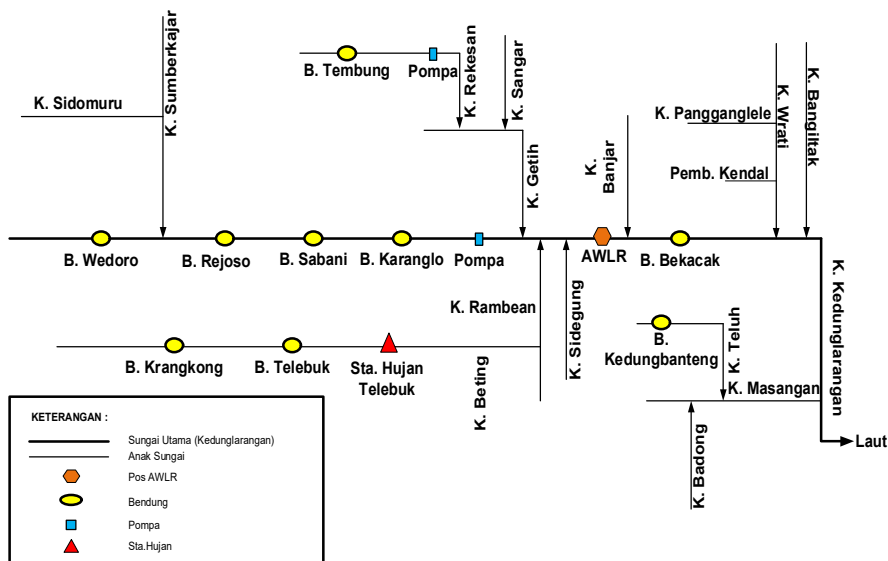 K. Sumberkajar
K. Sidomuru
B. Tembung
Pompa
K. Rekesan
K. Sangar
K. Getih
K.
Banjar
K. Panggganglele
Pemb. Kendal
K. Wrati
K. Bangiltak
B. Wedoro
B. Rejoso
B. Sabani
B. Karanglo
Pompa
AWLR
B. Bekacak
K. Rambean
K. Sidegung
B.
Kedungbanteng
K. Teluh
K. Kedunglarangan
B. Krangkong
B. Telebuk
Sta. Hujan
Telebuk
K. Beting
K. Masangan
K. Badong
Laut
KETERANGAN :
Sungai Utama (Kedunglarangan)
Anak Sungai
Pos AWLR
Bendung
Pompa
Sta.Hujan